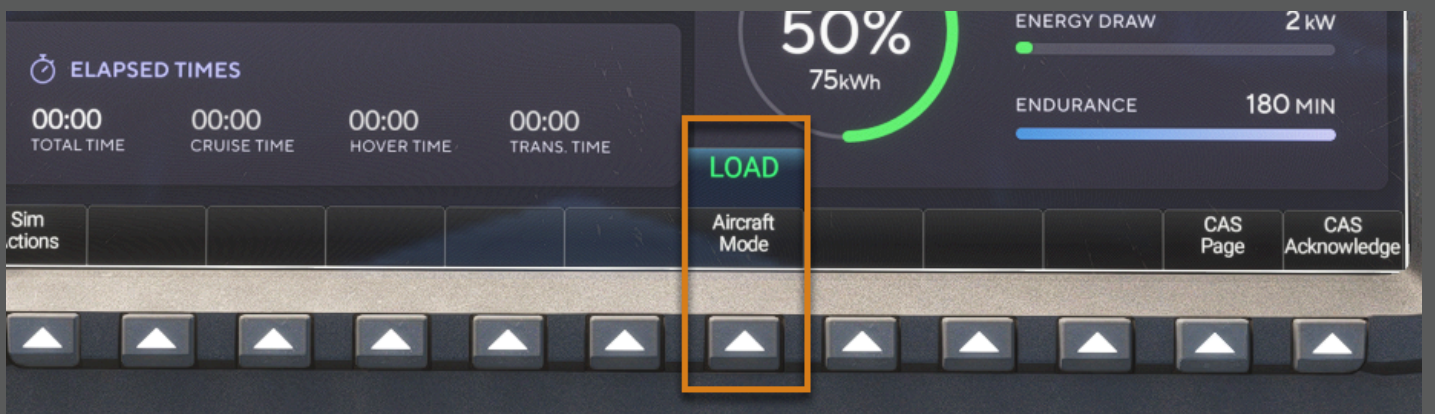 ELAPSED TIMES
00:00
TOTAL TIME
00:00
CRUISE TIME
00:00
HOVER TIME
00:00
TRANS. TIME
50%
75kWh
ENERGY DRAW
2 kW
ENDURANCE
180 MIN
LOAD
Sim
ctions
Aircraft
Mode
CAS
Page
CAS
Acknowledge